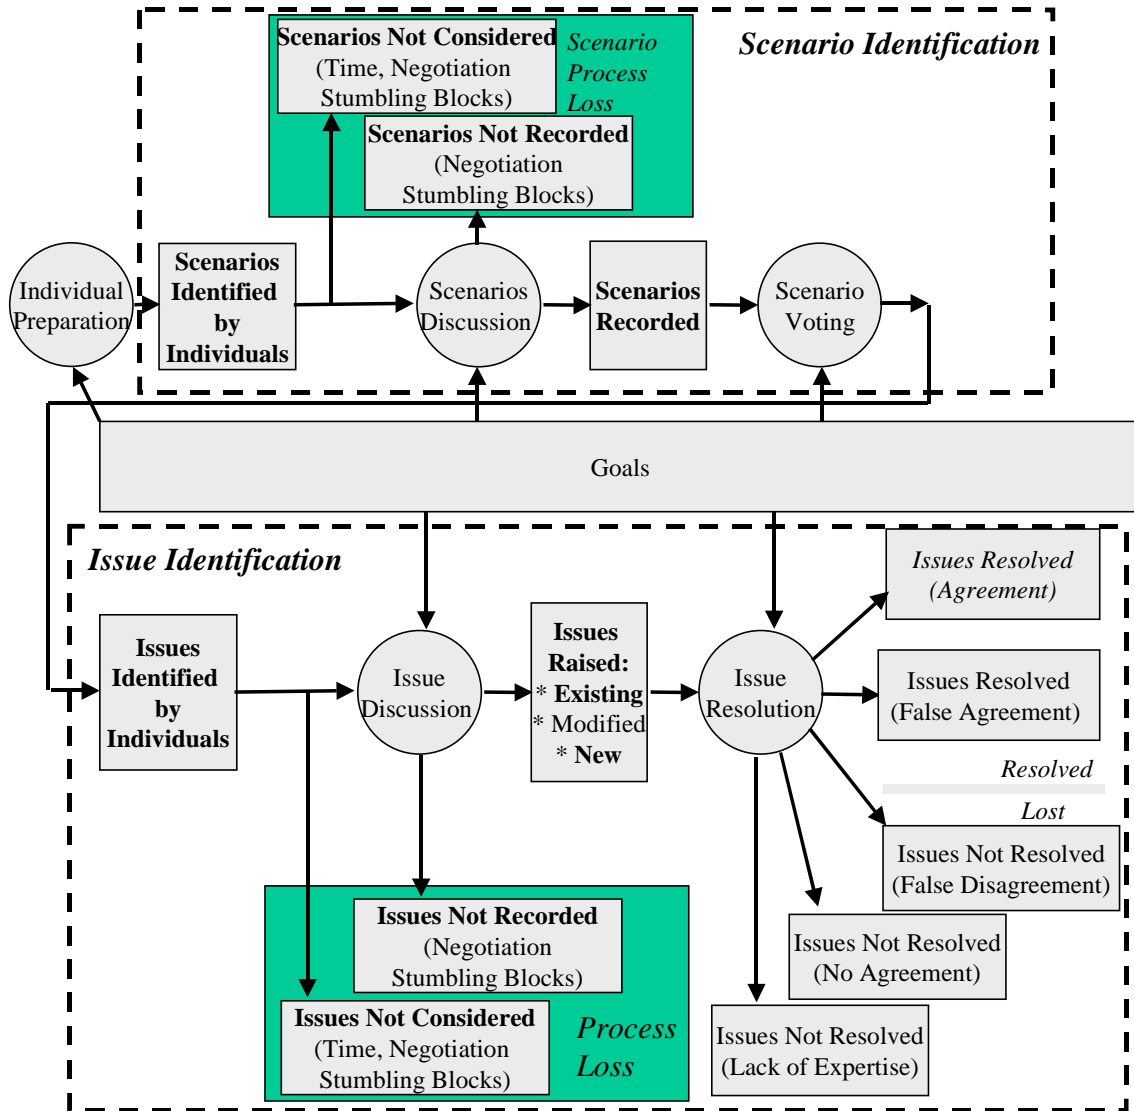 Scenarios Not Considered
(Time, Negotiation
Stumbling Blocks)
Scenario
Process
Loss
Scenario Identification
Scenarios Not Recorded
(Negotiation
Stumbling Blocks)
Individual
Preparation
Scenarios
Identified
by
Individuals
Scenarios
Discussion
Scenarios
Recorded
Scenario
Voting
Goals
Issue Identification
Issues Resolved
(Agreement)
Issues
Identified
by
Individuals
Issue
Discussion
Issues
Raised:
* Existing
* Modified
* New
Issue
Resolution
Issues Resolved
(False Agreement)
Resolved
Lost
Issues Not Resolved
(False Disagreement)
Issues Not Recorded
(Negotiation
Stumbling Blocks)
Issues Not Resolved
(No Agreement)
Issues Not Considered
(Time, Negotiation
Stumbling Blocks)
Process
Loss
Issues Not Resolved
(Lack of Expertise)